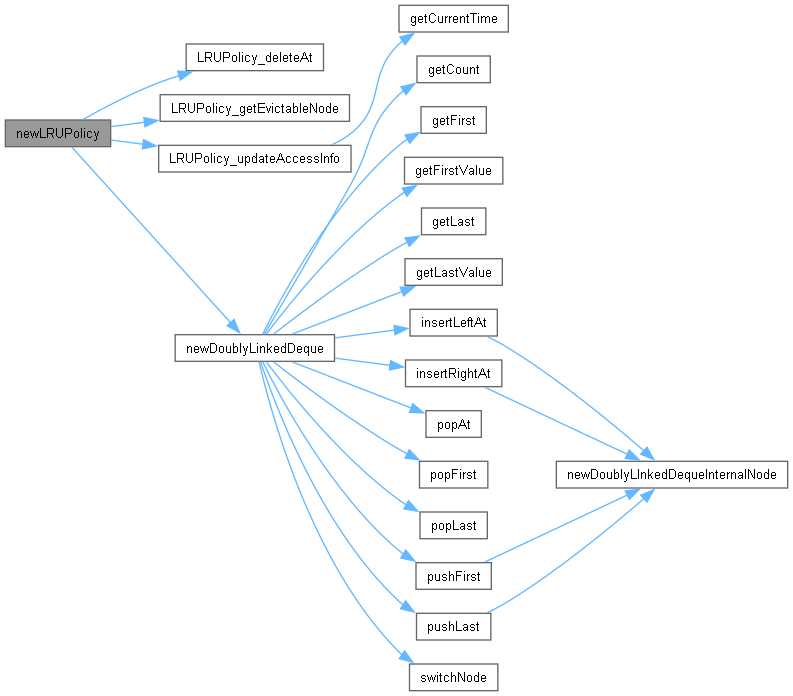 newLRUPolicy
LRUPolicy_deleteAt
LRUPolicy_getEvictableNode
LRUPolicy_updateAccessInfo
newDoublyLinkedDeque
getCurrentTime
getCount
getFirst
getFirstValue
getLast
getLastValue
insertLeftAt
insertRightAt
popAt
popFirst
popLast
pushFirst
pushLast
switchNode
newDoublyLInkedDequeInternalNode